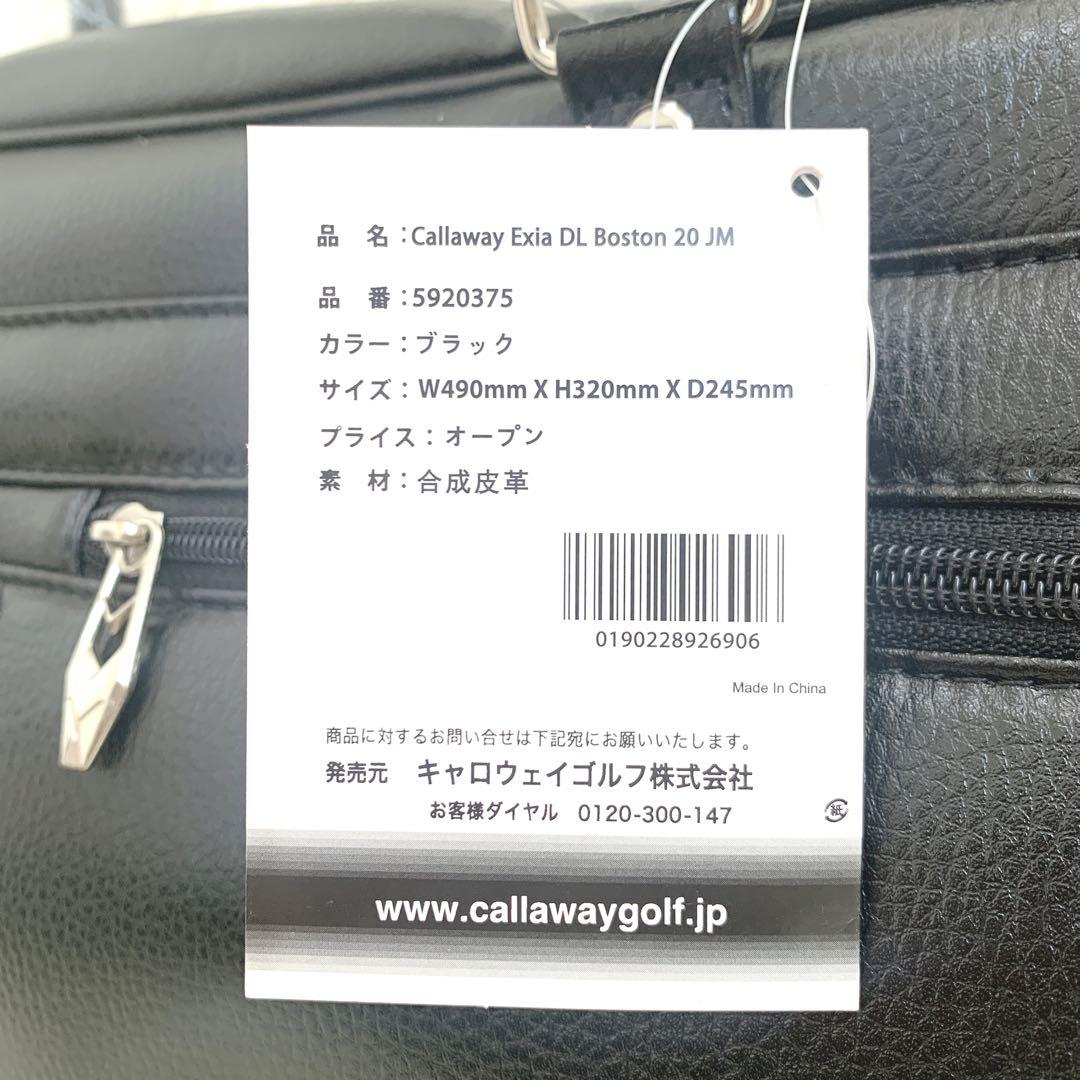 品 名：Callaway Exia DL Boston 20 JM
品 番：5920375
カラー：ブラック
サイズ：W490mm X H320mm X D245mm
プライス：オープン
素 材：合成皮革
0190228926906
Made In China
商品に対するお問い合せは下記宛にお願いいたします。
発売元 キャロウェイゴルフ株式会社
お客様ダイヤル 0120-300-147
紙
www.callawaygolf.jp